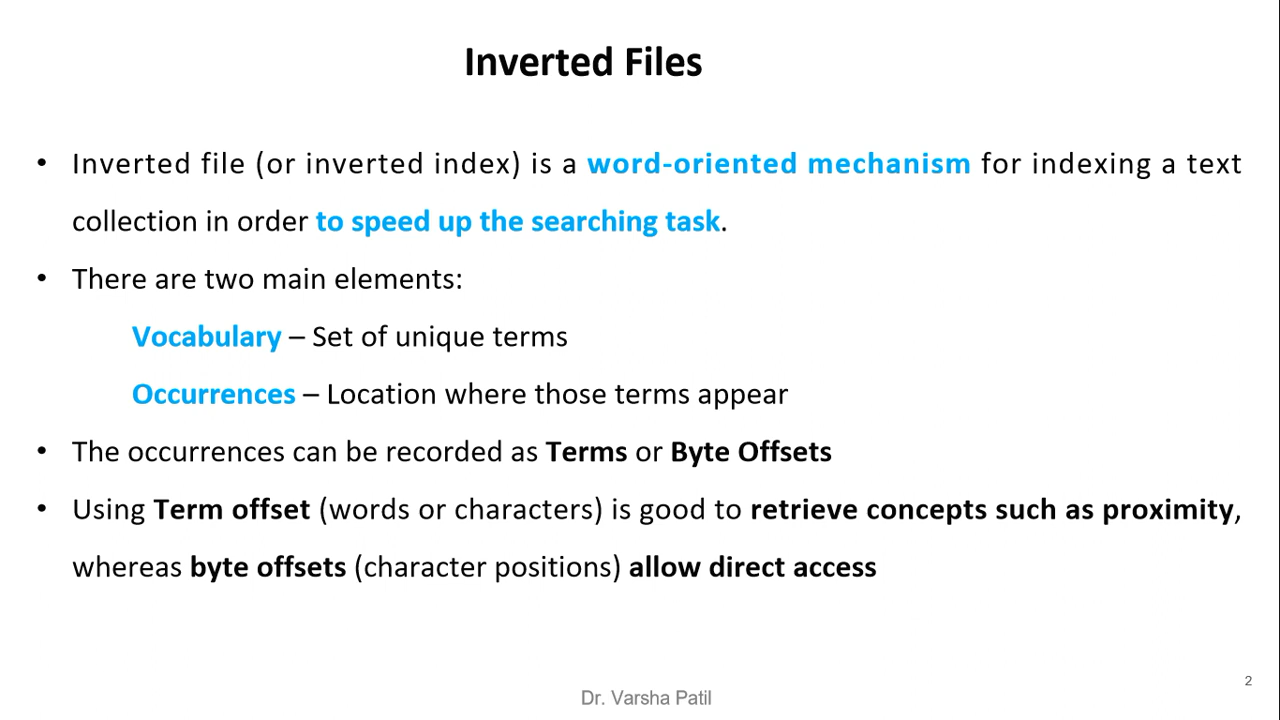 Inverted Files
• Inverted file (or inverted index) is a word-oriented mechanism for indexing a text
collection in order to speed up the searching task.
• There are two main elements:
Vocabulary – Set of unique terms
Occurrences – Location where those terms appear
• The occurrences can be recorded as Terms or Byte Offsets
• Using Term offset (words or characters) is good to retrieve concepts such as proximity,
whereas byte offsets (character positions) allow direct access
Dr. Varsha Patil
2